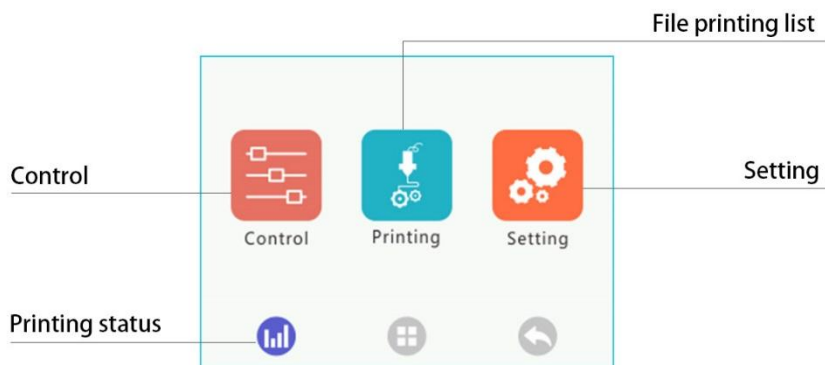 File printing list
Control
Setting
Control Printing Setting
Printing status